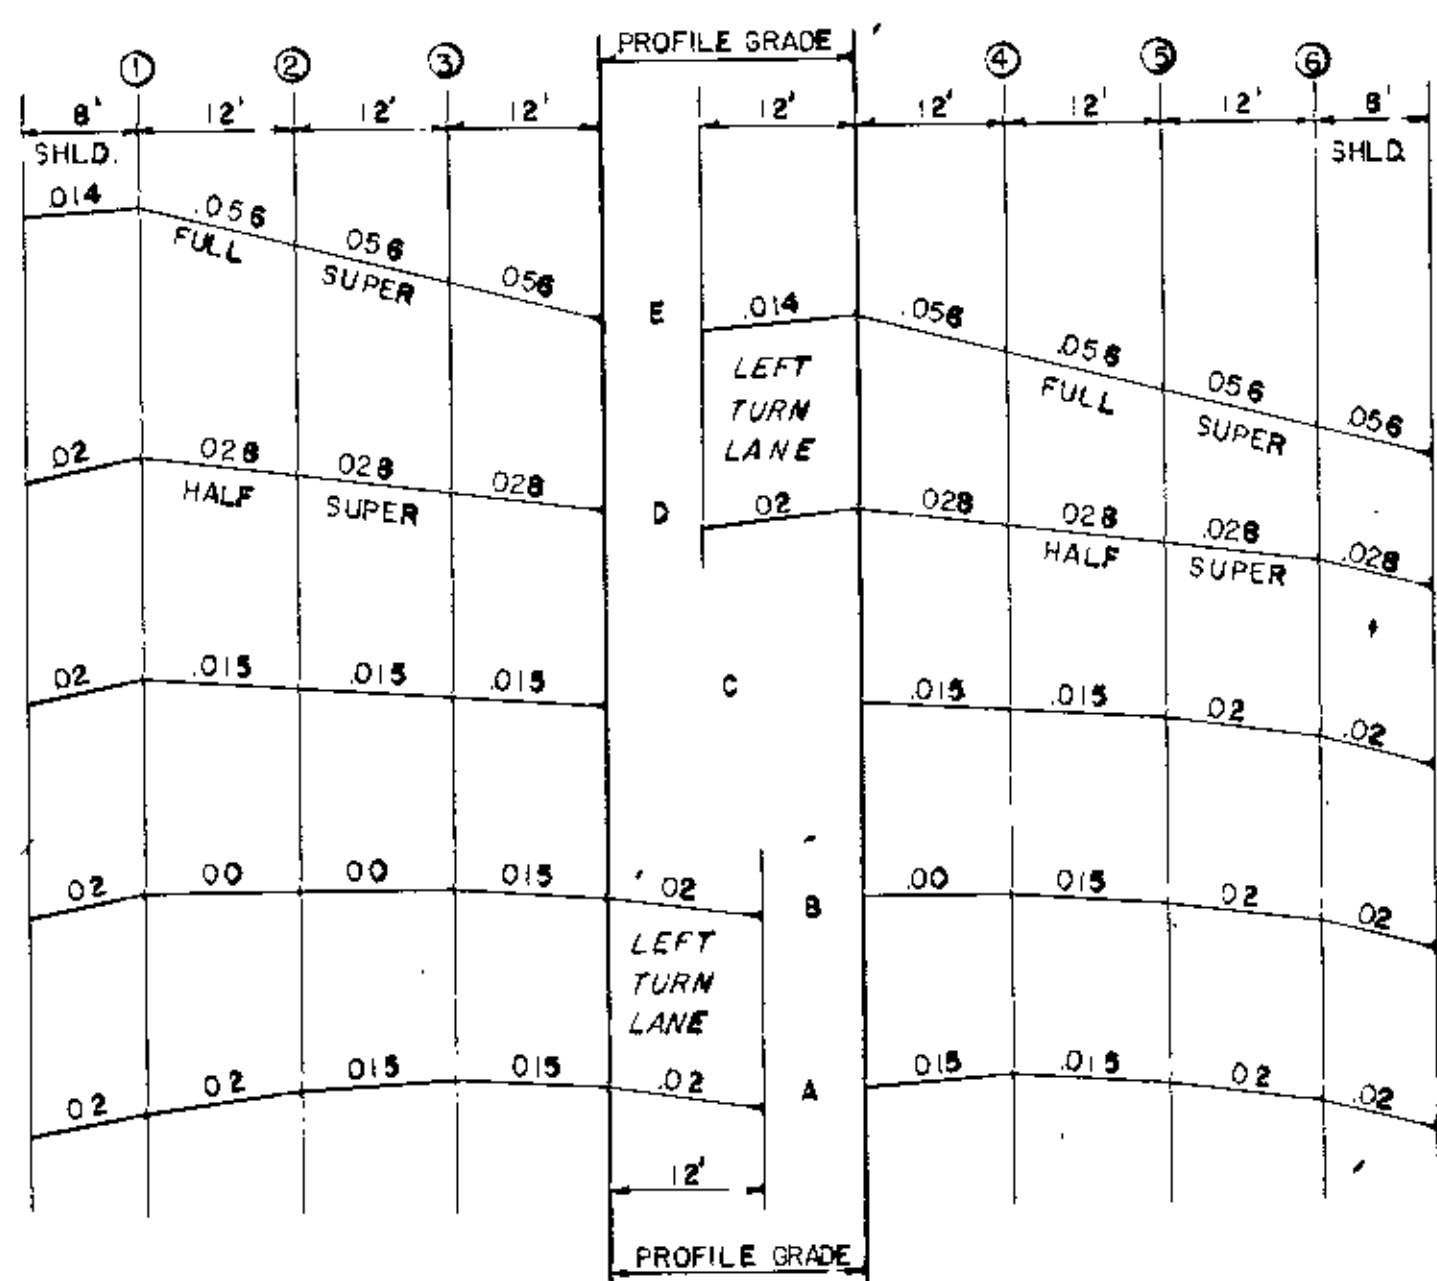 PROFILE GRADE
① ② ③ ④ ⑤ ⑥
8' 12' 12' 12' 12' 12' 12' 12' 8'
SHLD. SHLD.
.014 .056 056 056 E .014 .056 .056 056 .056
FULL SUPER FULL SUPER
LEFT
TURN
LANE
02 028 028 028 D 02 .028 028 .028 .028
HALF SUPER HALF SUPER
02 .015 .015 .015 C .015 .015 .02 .02
02 00 00 015 02 B .00 015 02 02
LEFT
TURN
LANE
02 02 015 015 .02 A 015 .015 02 .02
12'
PROFILE GRADE